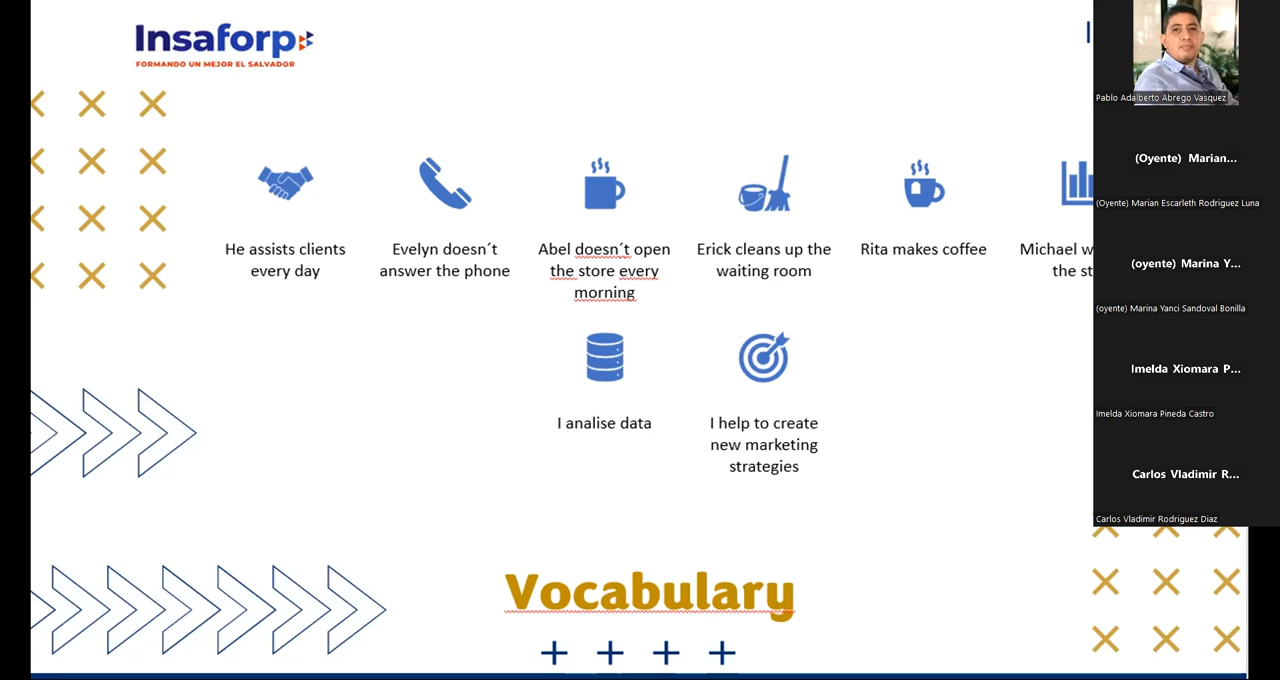 Insaforp
FORMANDO UN MEJOR EL SALVADOR
He assists clients
every day
Evelyn doesn´t
answer the phone
Abel doesn´t open
the store every
morning
Erick cleans up the
waiting room
Rita makes coffee
Michael
the
I analise data
I help to create
new marketing
strategies
Vocabulary
Pablo Adalberto Abrego Vasquez
(Oyente) Marian...
(Oyente) Marian Escarleth Rodriguez Luna
(oyente) Marina Y...
(oyente) Marina Yanci Sandoval Bonilla
Imelda Xiomara P...
Imelda Xiomara Pineda Castro
Carlos Vladimir R...
Carlos Vladimir Rodriguez Diaz